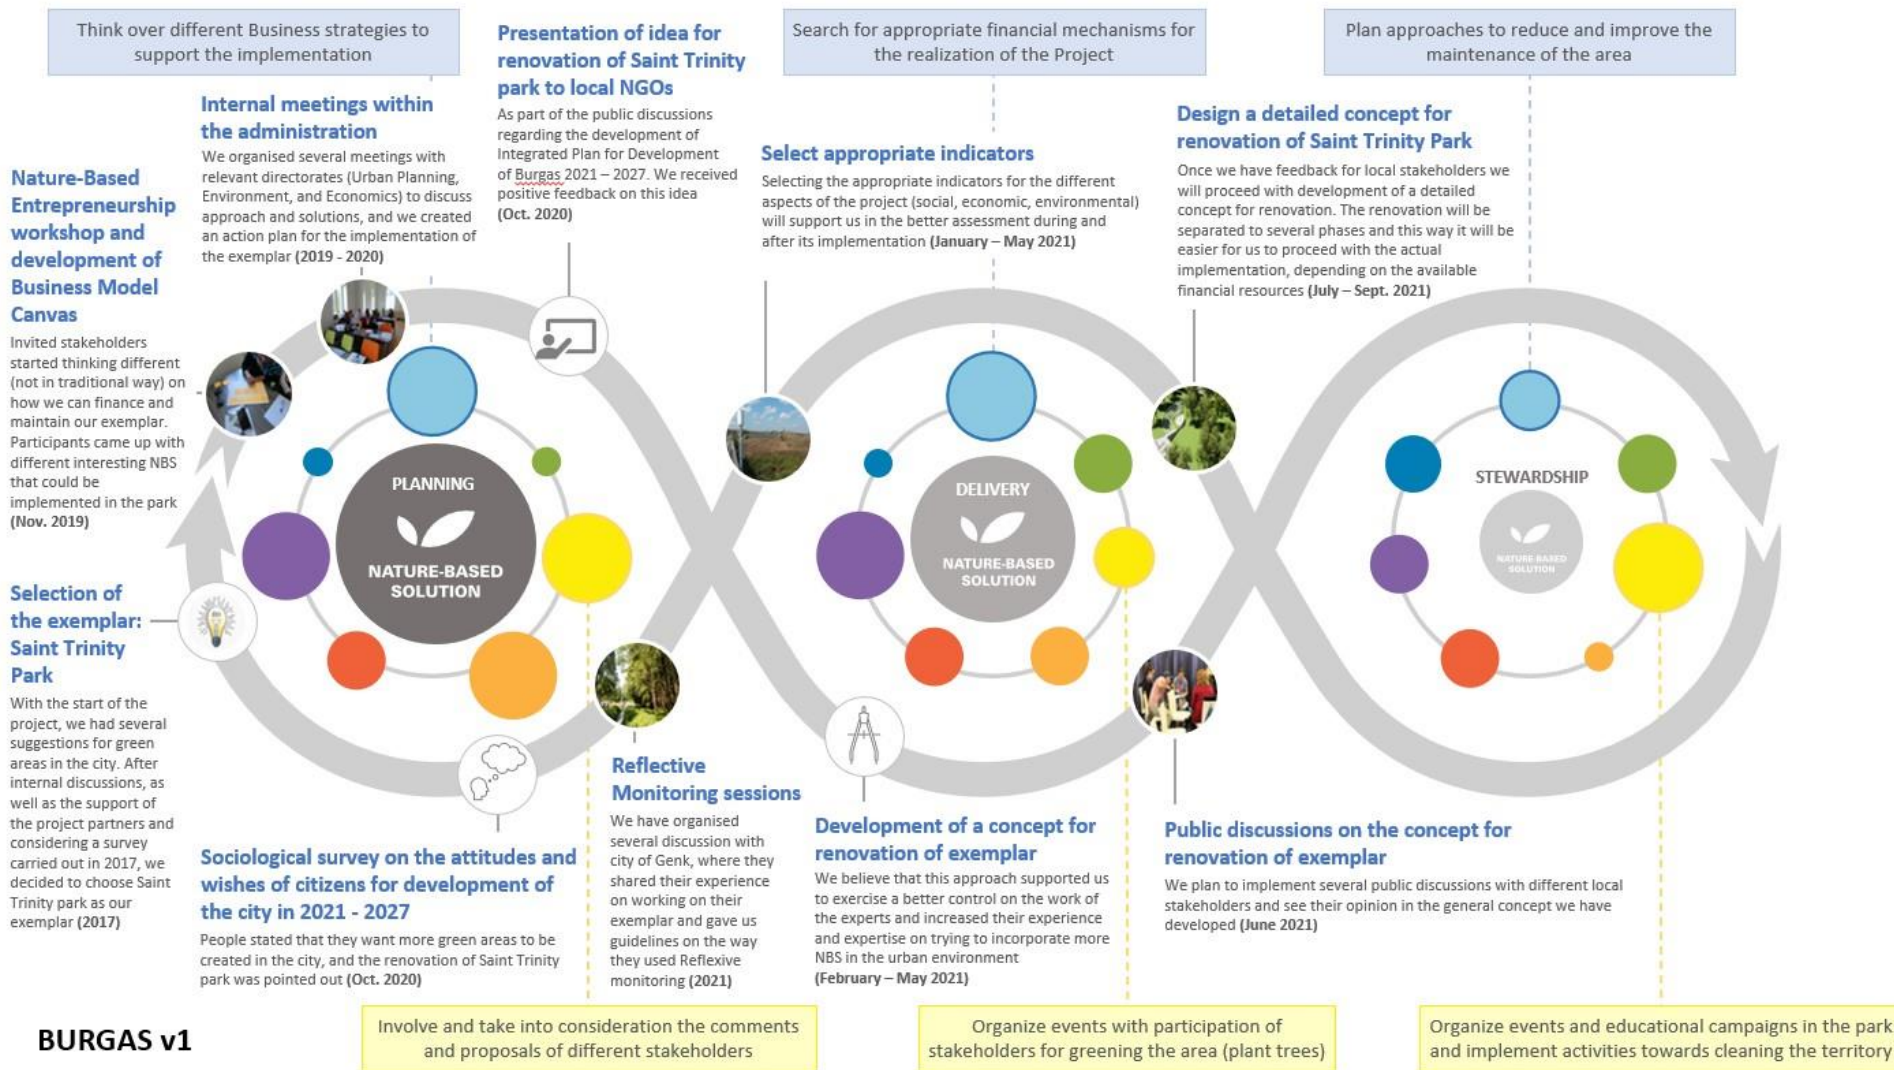 Think over different Business strategies to
support the implementation
Presentation of idea for
renovation of Saint Trinity
park to local NGOs
As part of the public discussions
regarding the development of
Integrated Plan for Development
of Burgas 2021 – 2027. We received
positive feedback on this idea
(Oct. 2020)
Search for appropriate financial mechanisms for
the realization of the Project
Plan approaches to reduce and improve the
maintenance of the area
Internal meetings within
the administration
We organised several meetings with
relevant directorates (Urban Planning,
Environment, and Economics) to discuss
approach and solutions, and we created
an action plan for the implementation of
the exemplar (2019 - 2020)
Select appropriate indicators
Selecting the appropriate indicators for the different
aspects of the project (social, economic, environmental)
will support us in the better assessment during and
after its implementation (January – May 2021)
Design a detailed concept for
renovation of Saint Trinity Park
Once we have feedback for local stakeholders we
will proceed with development of a detailed
concept for renovation. The renovation will be
separated to several phases and this way it will be
easier for us to proceed with the actual
implementation, depending on the available
financial resources (July – Sept. 2021)
Nature-Based
Entrepreneurship
workshop and
development of
Business Model
Canvas
Invited stakeholders
started thinking different
(not in traditional way) on
how we can finance and
maintain our exemplar.
Participants came up with
different interesting NBS
that could be
implemented in the park
(Nov. 2019)
PLANNING
NATURE-BASED
SOLUTION
DELIVERY
NATURE-BASED
SOLUTION
STEWARDSHIP
NATURE-BASED
SOLUTION
Selection of
the exemplar:
Saint Trinity
Park
With the start of the
project, we had several
suggestions for green
areas in the city. After
internal discussions, as
well as the support of
the project partners and
considering a survey
carried out in 2017, we
decided to choose Saint
Trinity park as our
exemplar (2017)
Sociological survey on the attitudes and
wishes of citizens for development of
the city in 2021 - 2027
People stated that they want more green areas to be
created in the city, and the renovation of Saint Trinity
park was pointed out (Oct. 2020)
Reflective
Monitoring sessions
We have organised
several discussion with
city of Genk, where they
shared their experience
on working on their
exemplar and gave us
guidelines on the way
they used Reflexive
monitoring (2021)
Development of a concept for
renovation of exemplar
We believe that this approach supported us
to exercise a better control on the work of
the experts and increased their experience
and expertise on trying to incorporate more
NBS in the urban environment
(February – May 2021)
Public discussions on the concept for
renovation of exemplar
We plan to implement several public discussions with different local
stakeholders and see their opinion in the general concept we have
developed (June 2021)
BURGAS v1
Involve and take into consideration the comments
and proposals of different stakeholders
Organize events with participation of
stakeholders for greening the area (plant trees)
Organize events and educational campaigns in the park
and implement activities towards cleaning the territory